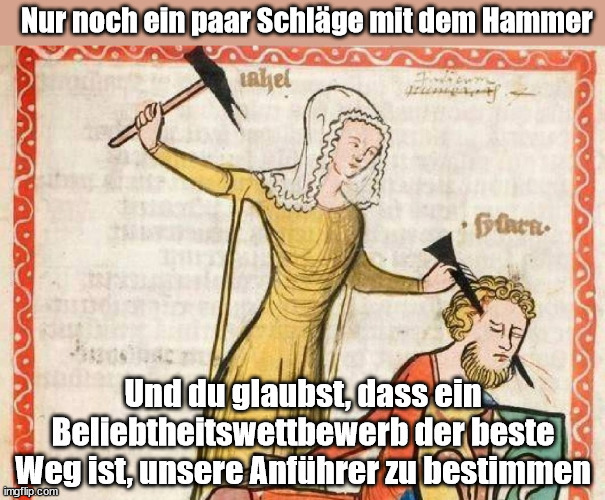 Nur noch ein paar Schläge mit dem Hammer
iahel
sysara
Und du glaubst, dass ein
Beliebtheitswettbewerb der beste
Weg ist, unsere Anführer zu bestimmen
imgflip.com